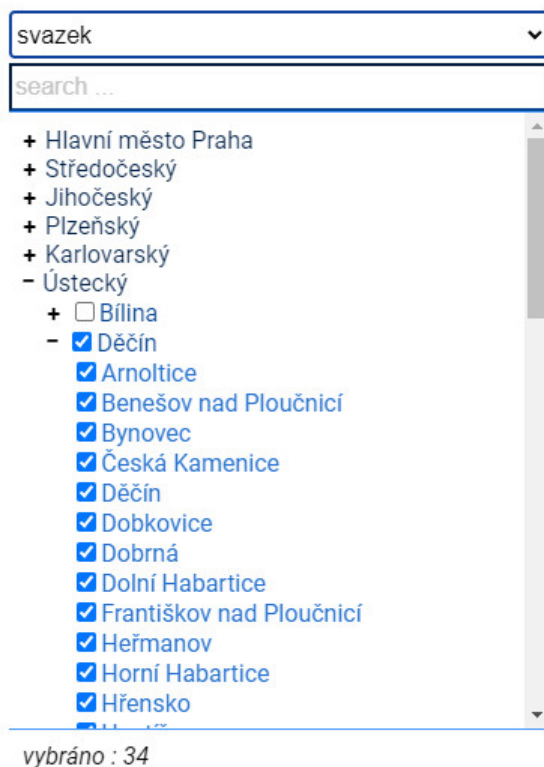 svazek
search ...
+ Hlavní město Praha
+ Středočeský
+ Jihočeský
+ Plzeňský
+ Karlovarský
− Ústecký
+ Bílina
− Děčín
Arnoltice
Benešov nad Ploučnicí
Bynovec
Česká Kamenice
Děčín
Dobkovice
Dobrná
Dolní Habartice
Františkov nad Ploučnicí
Heřmanov
Horní Habartice
Hřensko
vybráno : 34